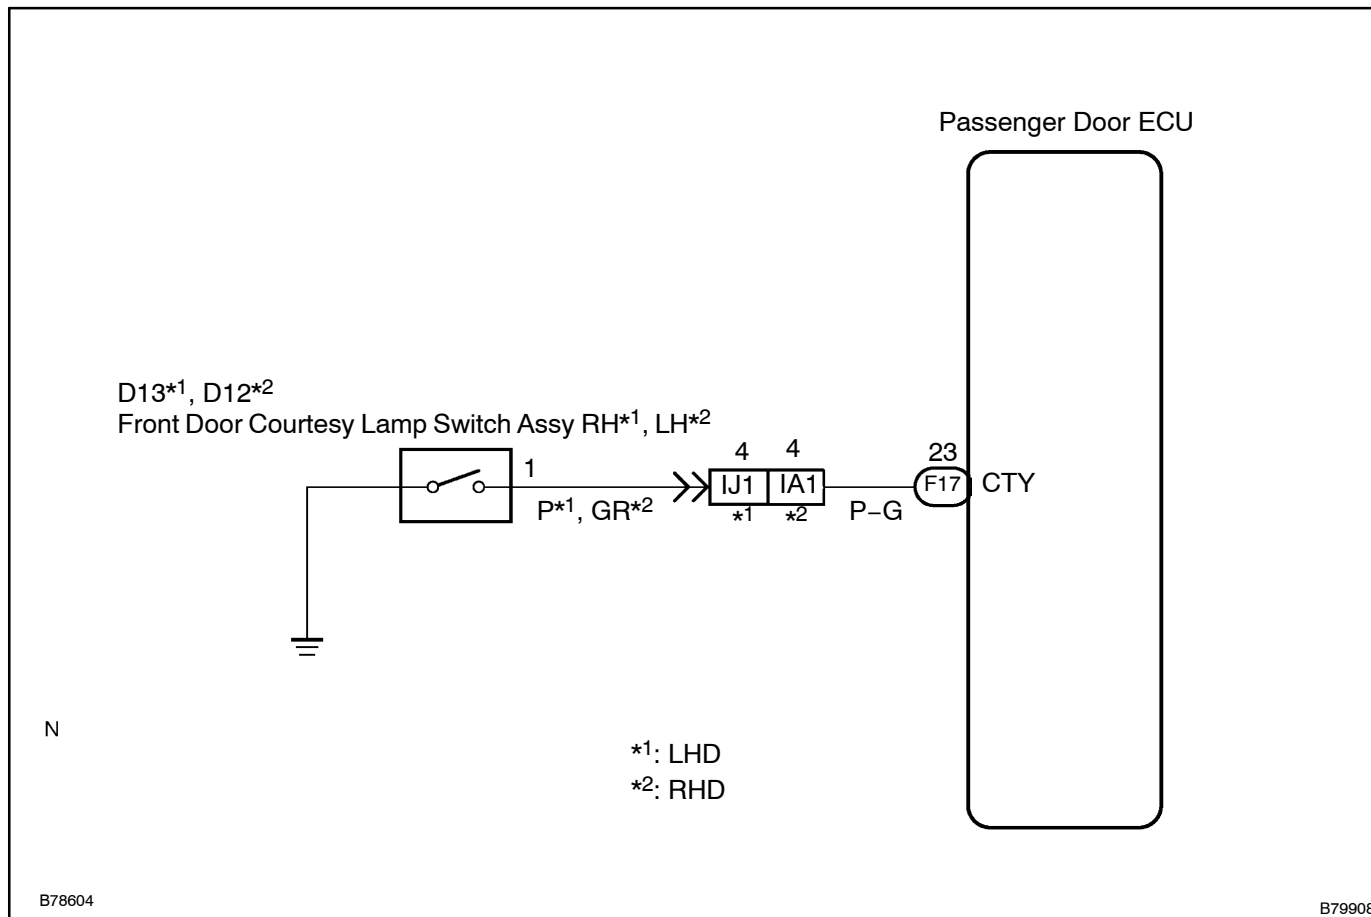 Passenger Door ECU
D13*1, D12*2
Front Door Courtesy Lamp Switch Assy RH*1, LH*2
1
4 4
23
IJ1 IA1
F17 CTY
P*1, GR*2
*1 *2
P−G
N
*1: LHD
*2: RHD
B78604
B79908